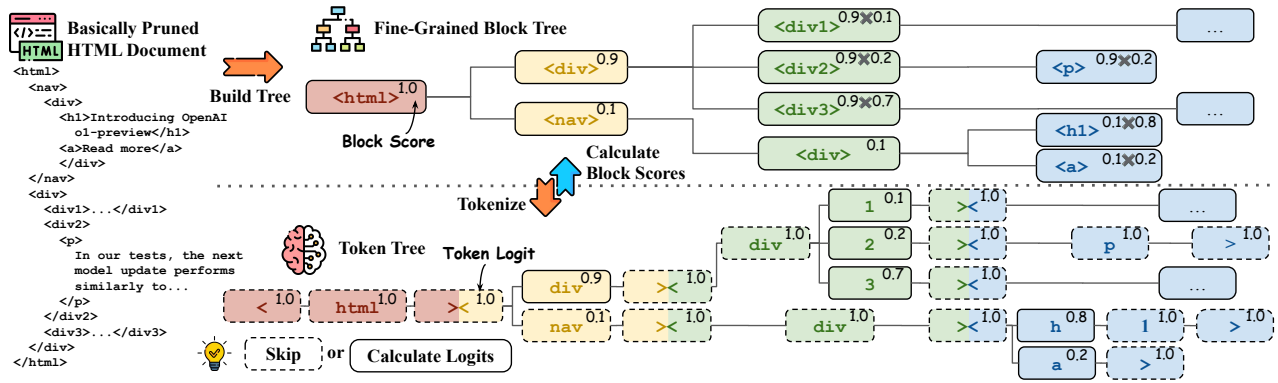 Basically Pruned
HTML Document
HTML
<html>
<nav>
<div>
<h1>Introducing OpenAI
o1-preview</h1>
<a>Read more</a>
</div>
</nav>
<div>
<div1>...</div1>
<div2>
<p>
In our tests, the next
model update performs
similarly to...
</p>
</div2>
<div3>...</div3>
</div>
</html>
Build Tree
Fine-Grained Block Tree
<html> 1.0
Block Score
<div> 0.9
<nav> 0.1
<div1> 0.9×0.1
...
<div2> 0.9×0.2
<p> 0.9×0.2
<div3> 0.9×0.7
...
<div> 0.1
<h1> 0.1×0.8
<a> 0.1×0.2
Calculate
Block Scores
Tokenize
Token Tree
Token Logit
< 1.0
html 1.0
>< 1.0
div 0.9
>< 1.0
nav 0.1
>< 1.0
div 1.0
1 0.1
>< 1.0
...
2 0.2
>< 1.0
p 1.0
> 1.0
3 0.7
>< 1.0
...
div 1.0
>< 1.0
h 0.8
1 1.0
> 1.0
a 0.2
> 1.0
Skip or Calculate Logits